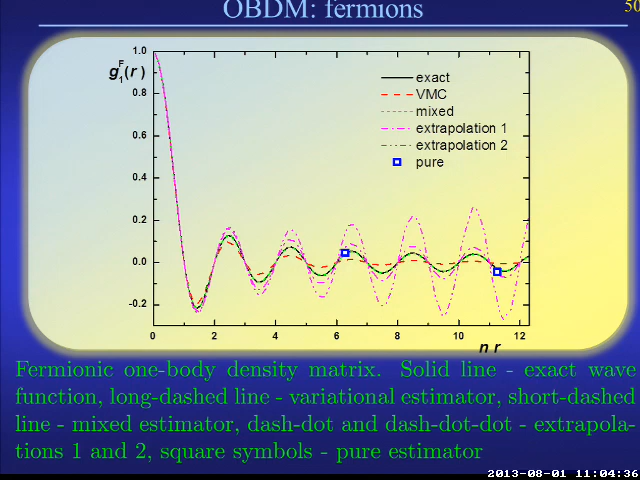 OBDM: fermions
50
g₁ᶠ(r)
1.0
0.8
0.6
0.4
0.2
0.0
-0.2
exact
VMC
mixed
extrapolation 1
extrapolation 2
pure
0 2 4 6 8 10 12
n r
Fermionic one-body density matrix. Solid line - exact wave
function, long-dashed line - variational estimator, short-dashed
line - mixed estimator, dash-dot and dash-dot-dot - extrapola-
tions 1 and 2, square symbols - pure estimator
2013-08-01 11:04:36